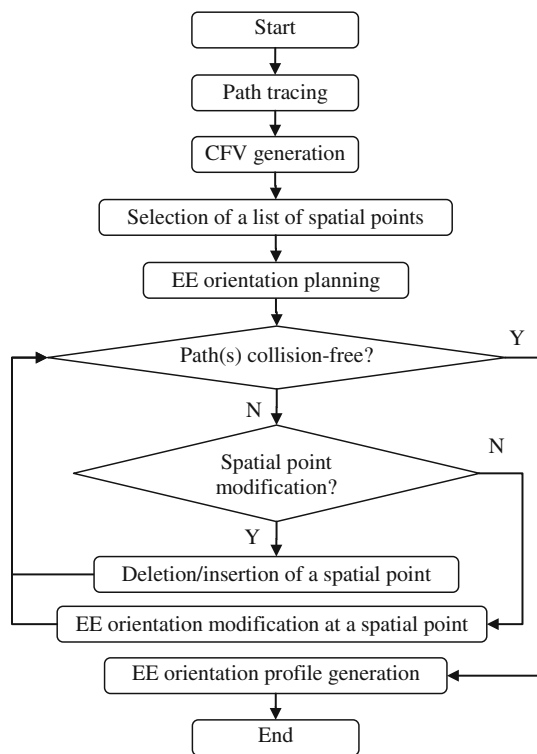 Start
Path tracing
CFV generation
Selection of a list of spatial points
EE orientation planning
Path(s) collision-free?
Y
N
Spatial point
modification?
N
Y
Deletion/insertion of a spatial point
EE orientation modification at a spatial point
EE orientation profile generation
End